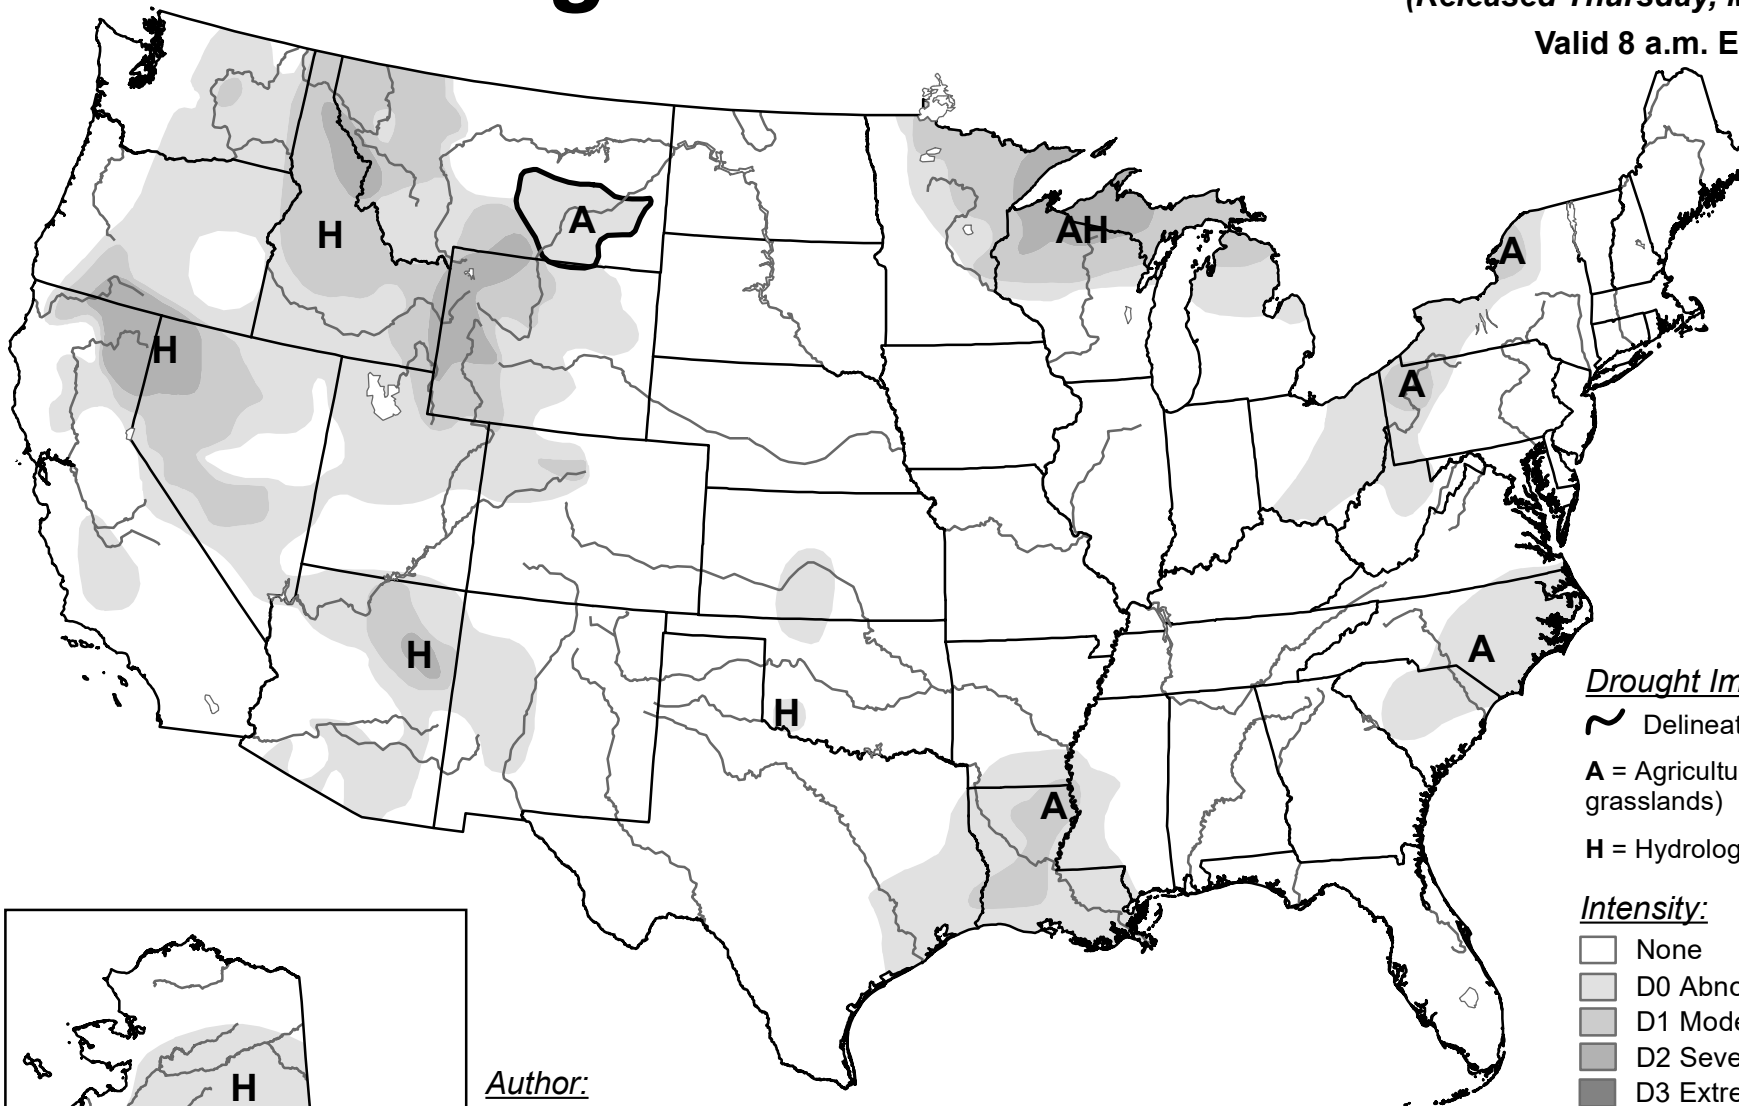 (Released Thursday,
Valid 8 a.m. E
A
H
AH
A
H
A
A
H
H
A
Drought Im
Delineat
A = Agricultu
grasslands)
H = Hydrolog
Intensity:
None
D0 Abno
D1 Mode
D2 Seve
D3 Extre
H
Author: